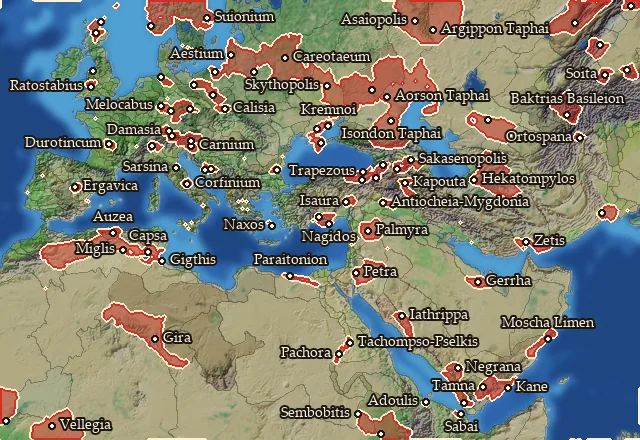 Suionium
Asaiopolis
Argippon Taphai
Aestium
Careotaeum
Soita
Ratostabius
Skythopolis
Aorson Taphai
Baktrias Basileion
Melocabus
Calisia
Kremnoi
Damasia
Isondon Taphai
Ortospana
Durotincum
Carnium
Sakasenopolis
Sarsina
Trapezous
Kapouta
Hekatompylos
Ergavica
Corfinium
Isaura
Antiocheia-Mygdonia
Auzea
Naxos
Nagidos
Palmyra
Capsa
Miglis
Zetis
Gigthis
Paraitonion
Petra
Gerrha
Iathrippa
Moscha Limen
Gira
Tachompso-Pselkis
Pachora
Negrana
Tamna
Kane
Adoulis
Sembobitis
Vellegia
Sabai